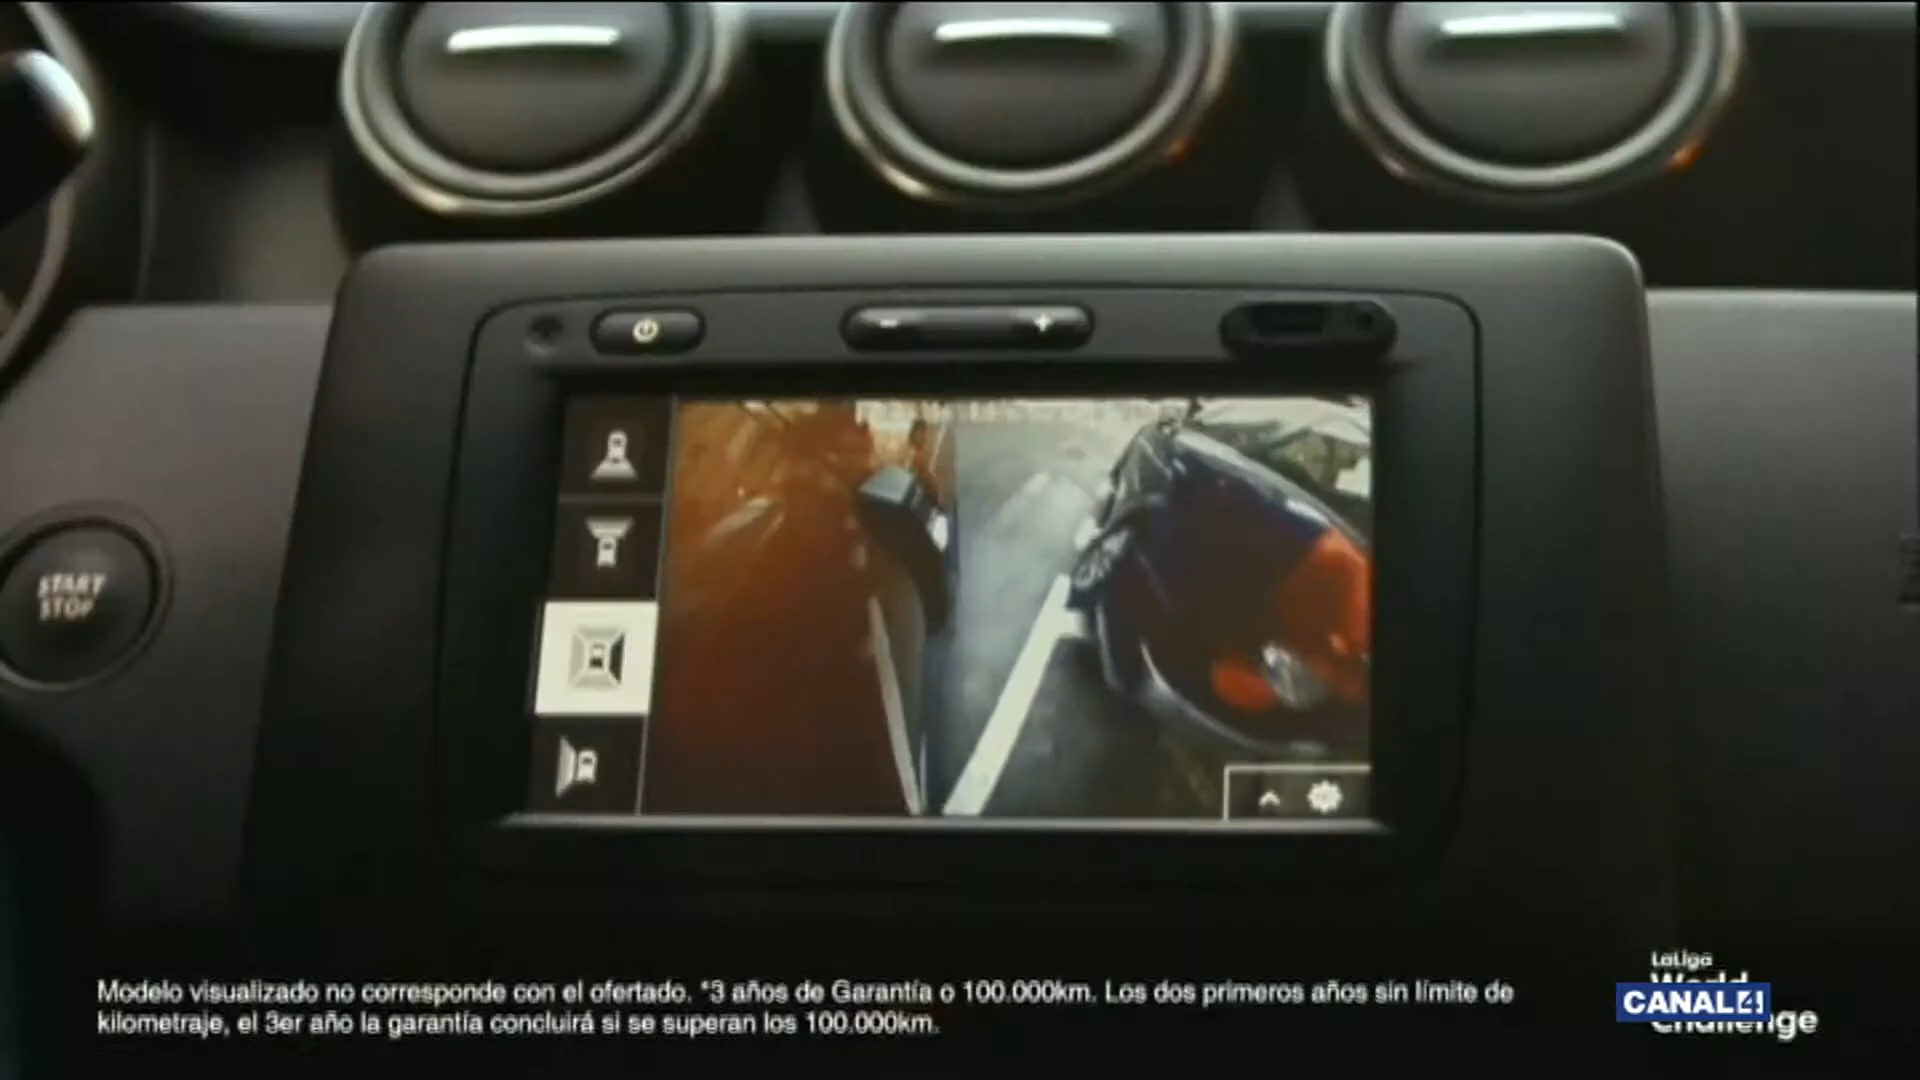 START
STOP
Modelo visualizado no corresponde con el ofertado. *3 años de Garantía o 100.000km. Los dos primeros años sin límite de
kilometraje, el 3er año la garantía concluirá si se superan los 100.000km.
LaLiga
World
CANAL4
Challenge